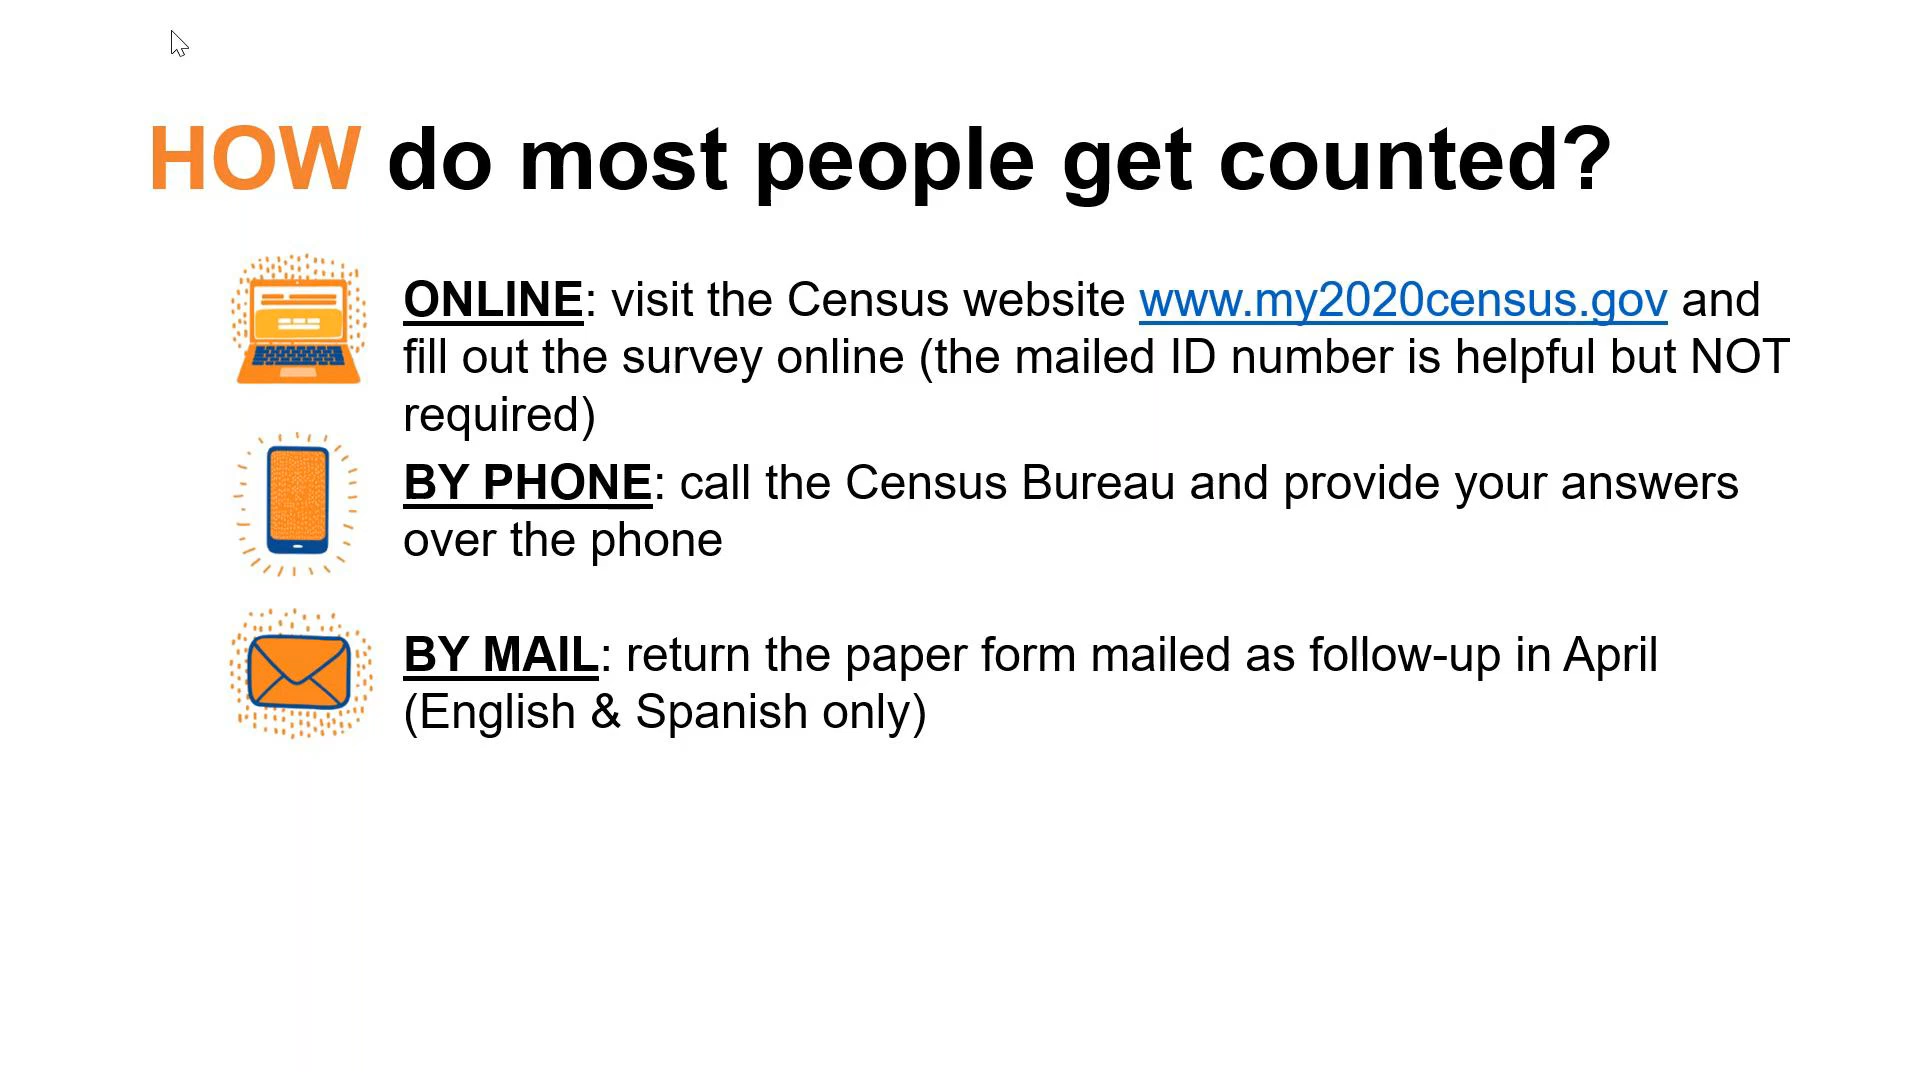 HOW do most people get counted?
ONLINE: visit the Census website www.my2020census.gov and
fill out the survey online (the mailed ID number is helpful but NOT
required)
BY PHONE: call the Census Bureau and provide your answers
over the phone
BY MAIL: return the paper form mailed as follow-up in April
(English & Spanish only)